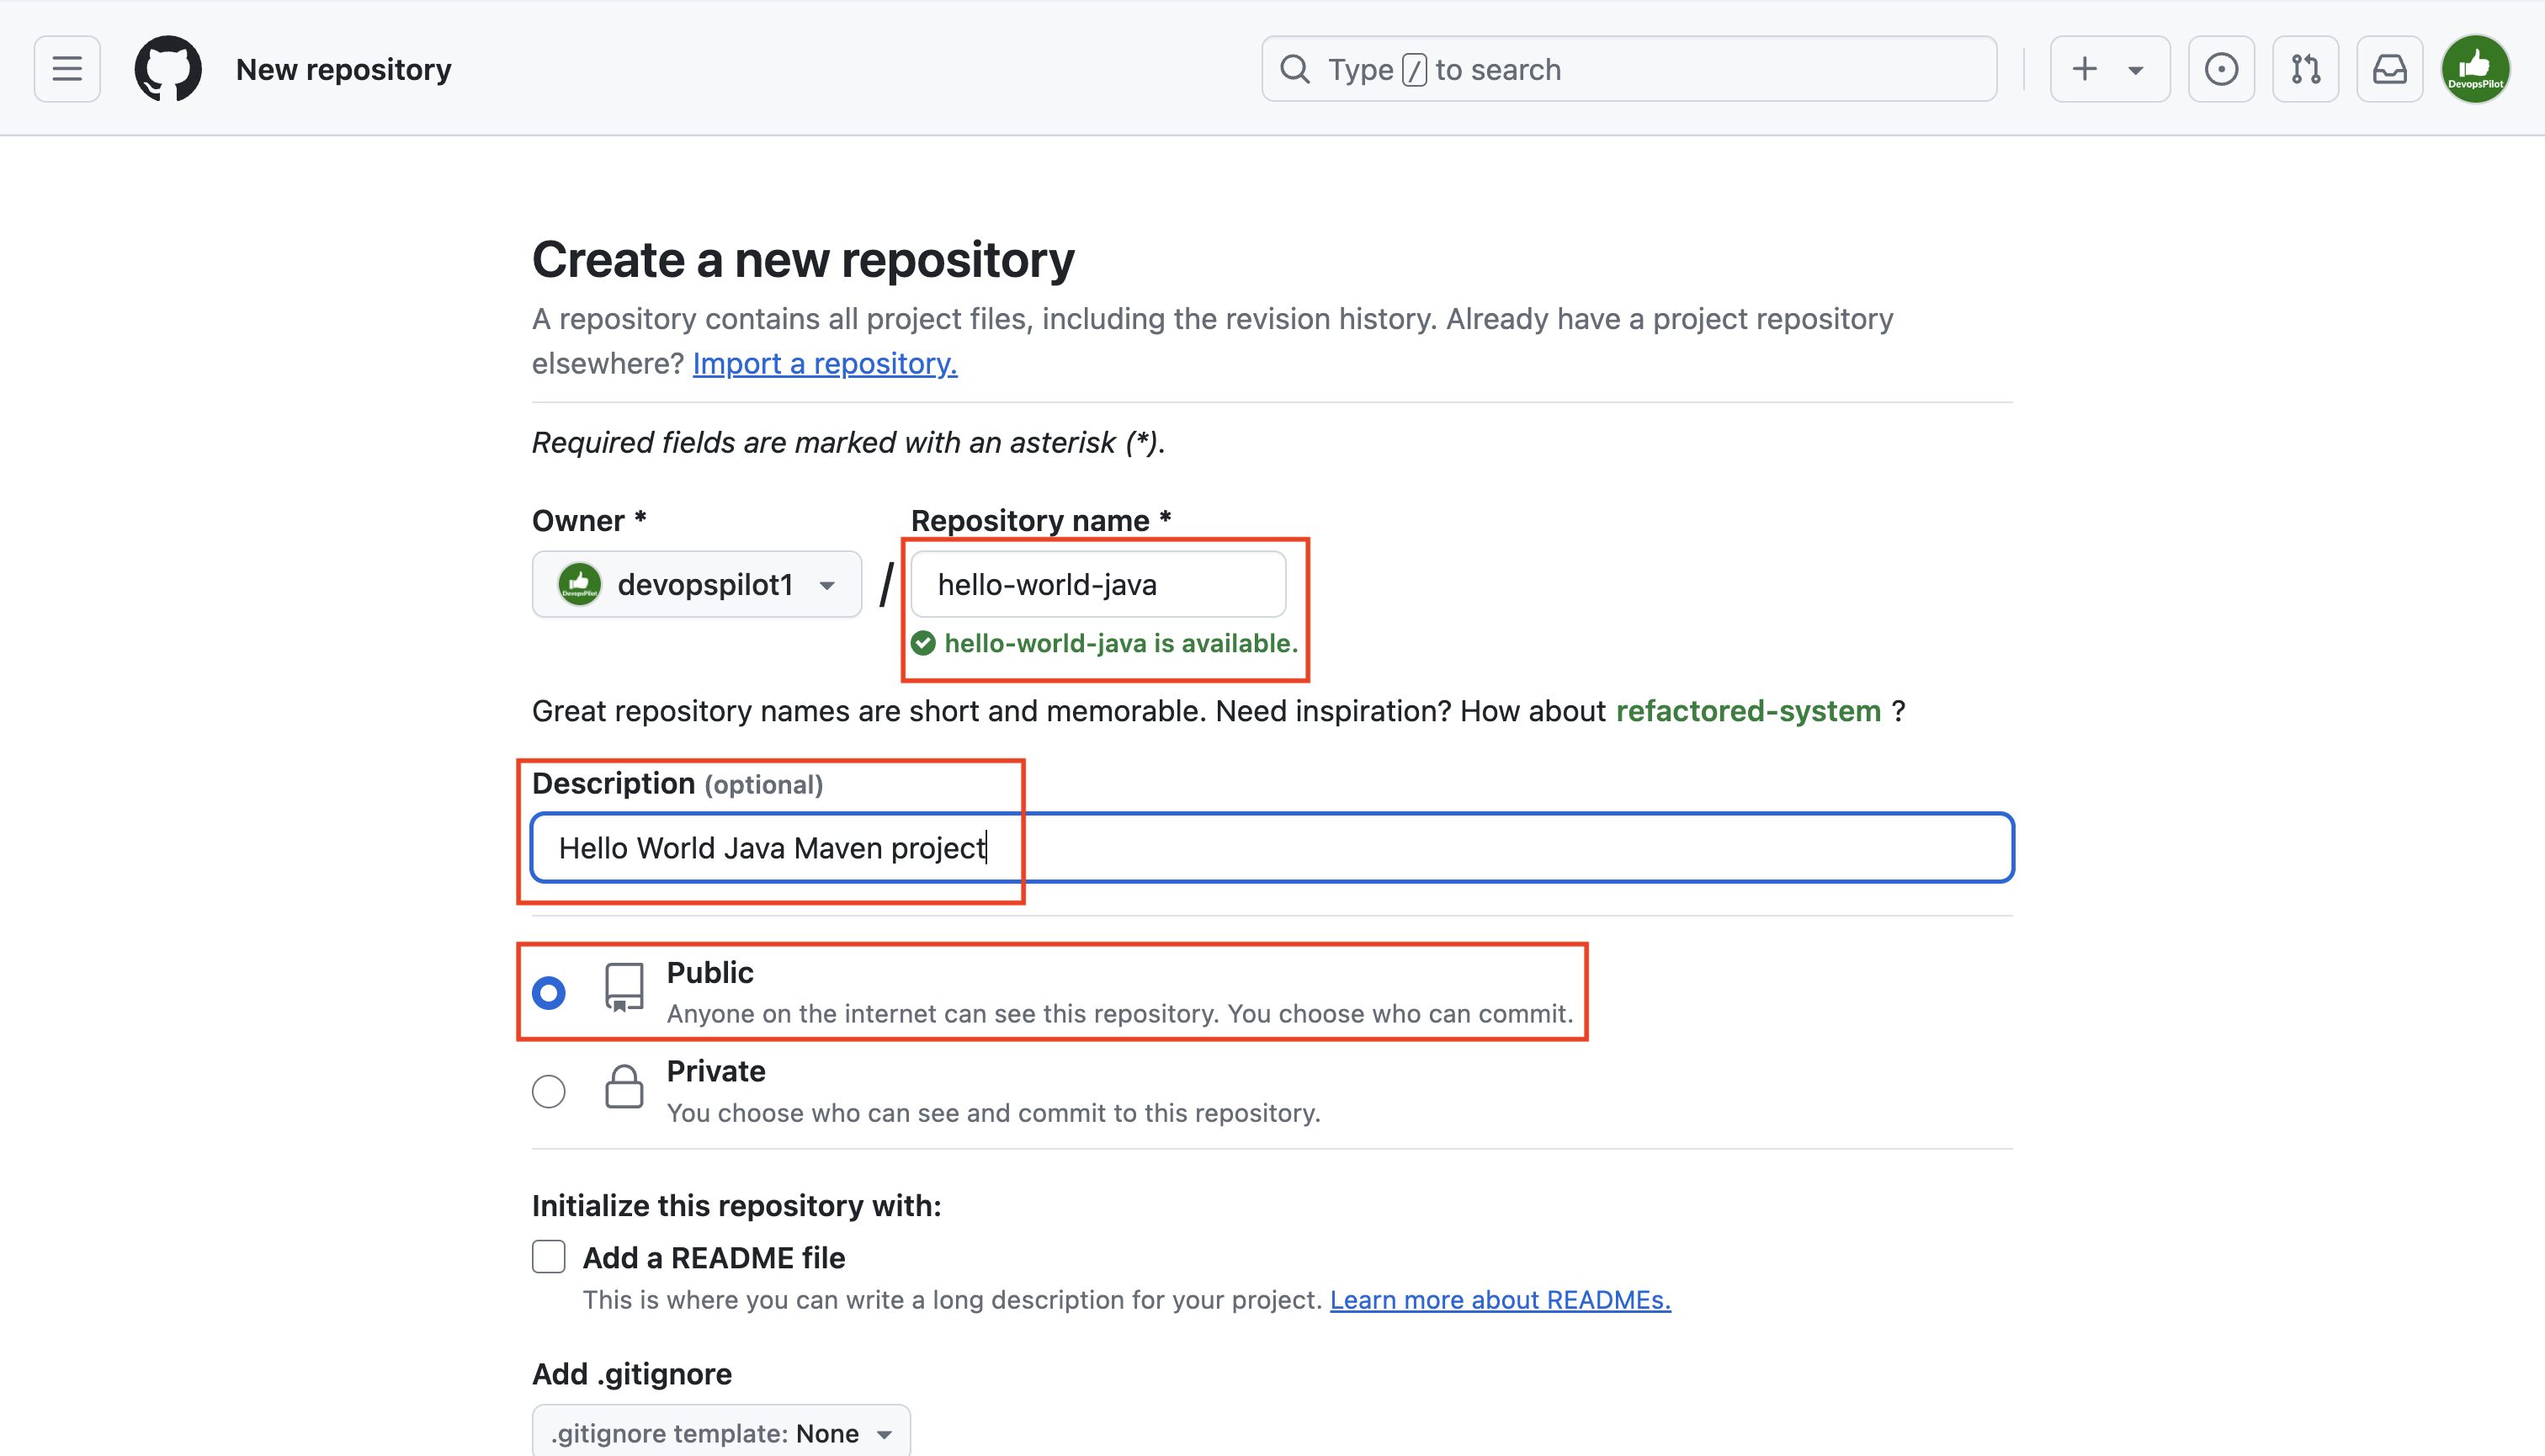 New repository
Type / to search
DevopsPilot
Create a new repository
A repository contains all project files, including the revision history. Already have a project repository
elsewhere? Import a repository.
Required fields are marked with an asterisk (*).
Owner * Repository name *
DevopsPilot devopspilot1 / hello-world-java
hello-world-java is available.
Great repository names are short and memorable. Need inspiration? How about refactored-system ?
Description (optional)
Hello World Java Maven project
Public
Anyone on the internet can see this repository. You choose who can commit.
Private
You choose who can see and commit to this repository.
Initialize this repository with:
Add a README file
This is where you can write a long description for your project. Learn more about READMEs.
Add .gitignore
.gitignore template: None